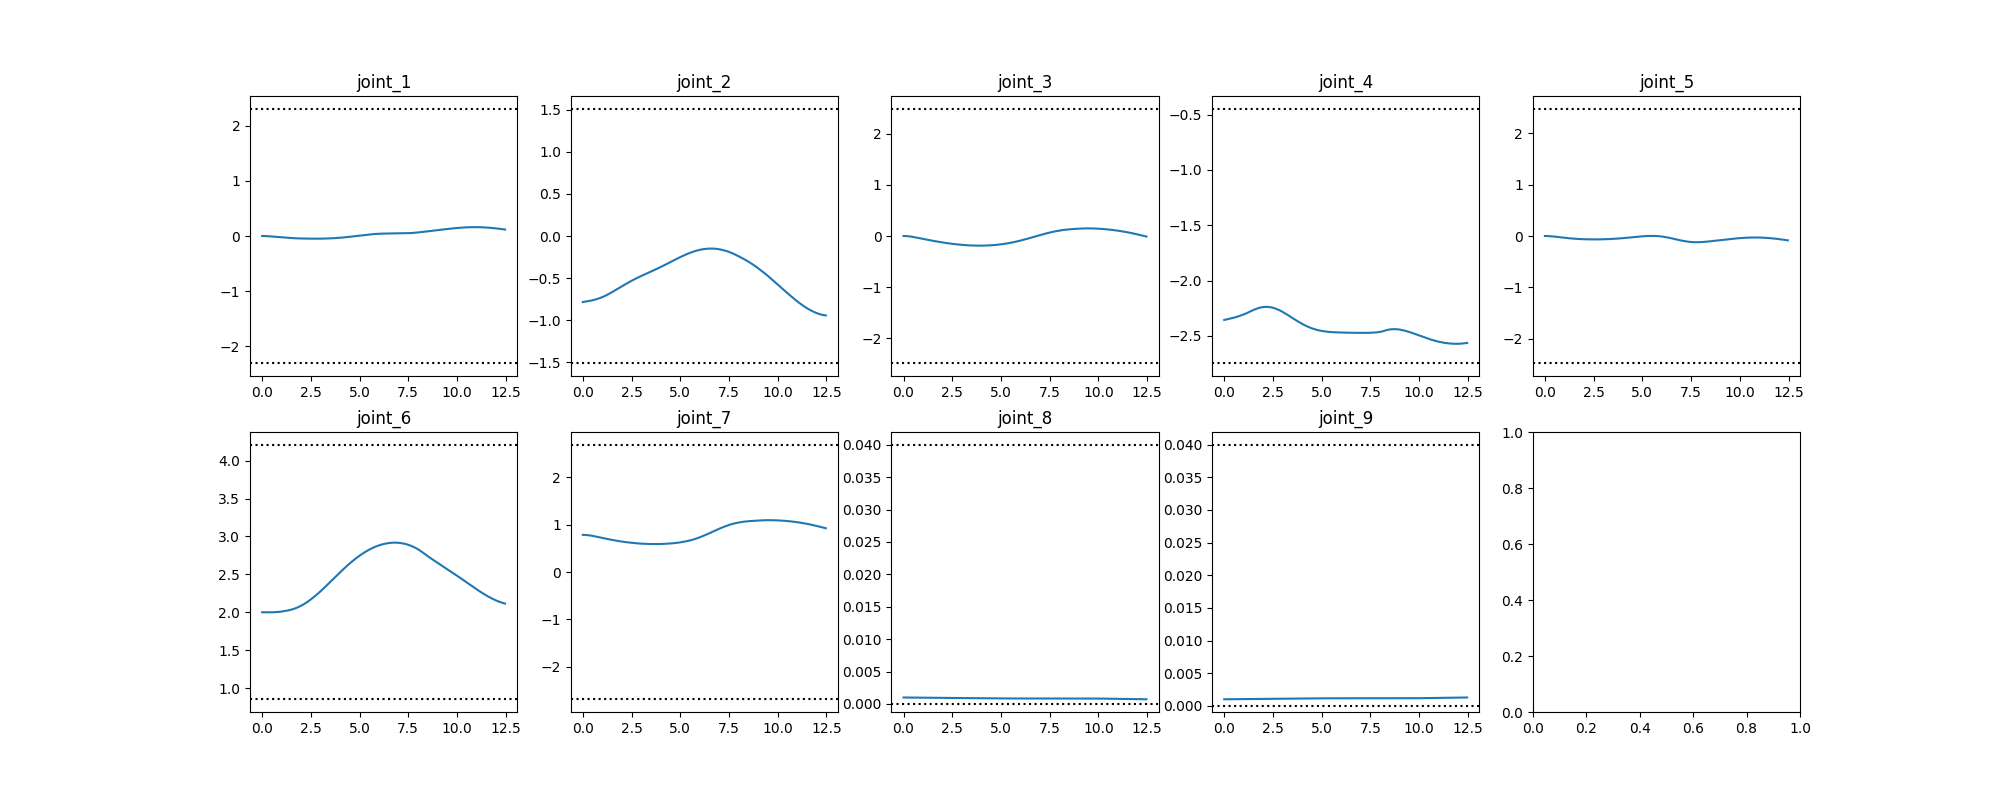 joint_1 joint_2 joint_3 joint_4 joint_5
2 1 0 −1 −2
1.5 1.0 0.5 0.0 −0.5 −1.0 −1.5
2 1 0 −1 −2
−0.5 −1.0 −1.5 −2.0 −2.5
2 1 0 −1 −2
0.0 2.5 5.0 7.5 10.0 12.5 0.0 2.5 5.0 7.5 10.0 12.5 0.0 2.5 5.0 7.5 10.0 12.5 0.0 2.5 5.0 7.5 10.0 12.5 0.0 2.5 5.0 7.5 10.0 12.5
joint_6 joint_7 joint_8 joint_9
4.0 3.5 3.0 2.5 2.0 1.5 1.0
2 1 0 −1 −2
0.040 0.035 0.030 0.025 0.020 0.015 0.010 0.005 0.000
0.040 0.035 0.030 0.025 0.020 0.015 0.010 0.005 0.000
1.0 0.8 0.6 0.4 0.2 0.0
0.0 2.5 5.0 7.5 10.0 12.5 0.0 2.5 5.0 7.5 10.0 12.5 0.0 2.5 5.0 7.5 10.0 12.5 0.0 2.5 5.0 7.5 10.0 12.5 0.0 0.2 0.4 0.6 0.8 1.0